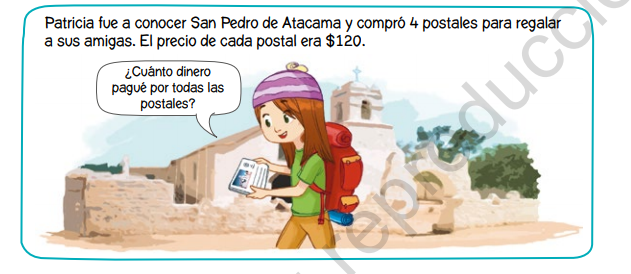 Patricia fue a conocer San Pedro de Atacama y compró 4 postales para regalar
a sus amigas. El precio de cada postal era $120.
¿Cuánto dinero
pagué por todas las
postales?